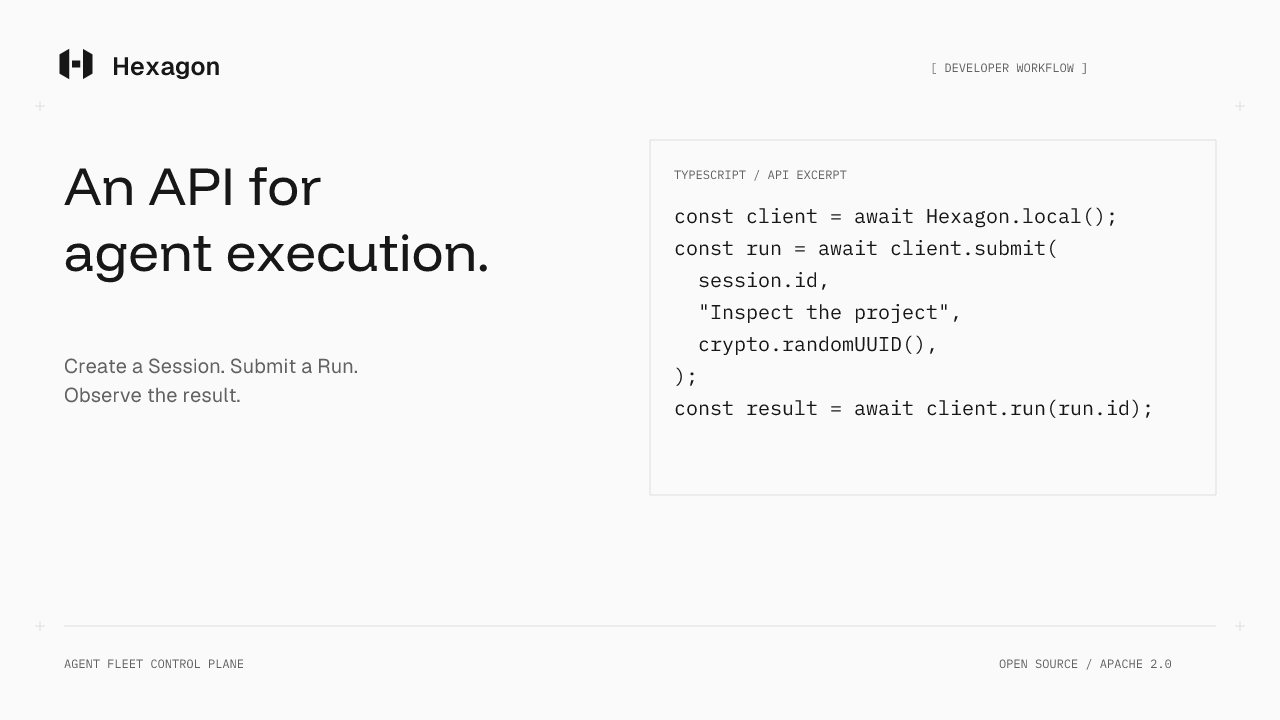 Hexagon
[ DEVELOPER WORKFLOW ]
An API for
agent execution.
Create a Session. Submit a Run.
Observe the result.
TYPESCRIPT / API EXCERPT
const client = await Hexagon.local();
const run = await client.submit(
  session.id,
  "Inspect the project",
  crypto.randomUUID(),
);
const result = await client.run(run.id);
AGENT FLEET CONTROL PLANE
OPEN SOURCE / APACHE 2.0